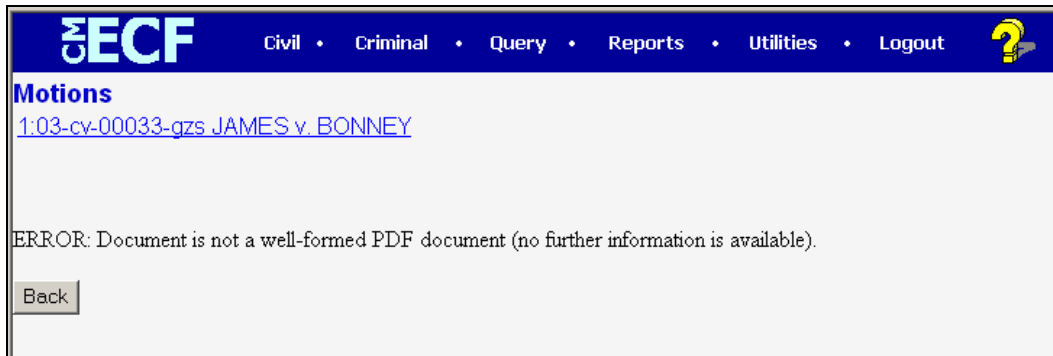 CM ECF Civil • Criminal • Query • Reports • Utilities • Logout ?
Motions
1:03-cv-00033-gzs JAMES v. BONNEY
ERROR: Document is not a well-formed PDF document (no further information is available).
Back